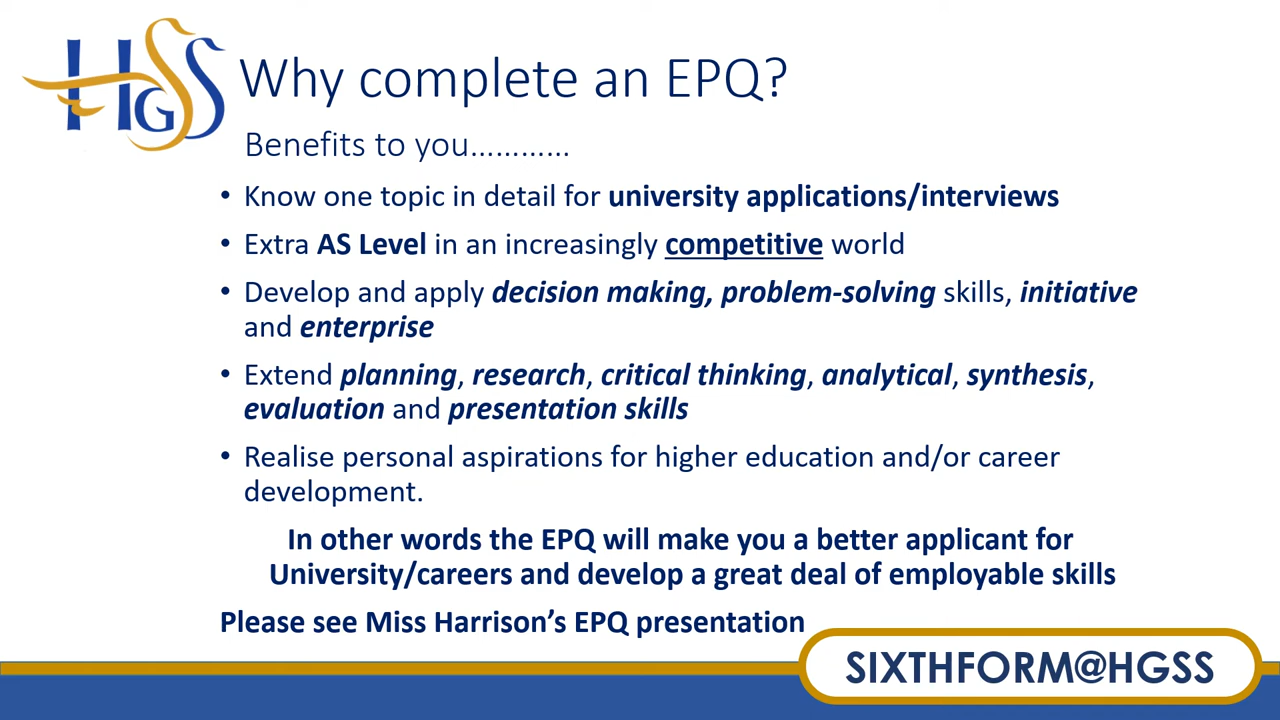 HGSS
Why complete an EPQ?
Benefits to you…………
• Know one topic in detail for university applications/interviews
• Extra AS Level in an increasingly competitive world
• Develop and apply decision making, problem-solving skills, initiative
and enterprise
• Extend planning, research, critical thinking, analytical, synthesis,
evaluation and presentation skills
• Realise personal aspirations for higher education and/or career
development.
In other words the EPQ will make you a better applicant for
University/careers and develop a great deal of employable skills
Please see Miss Harrison’s EPQ presentation
SIXTHFORM@HGSS